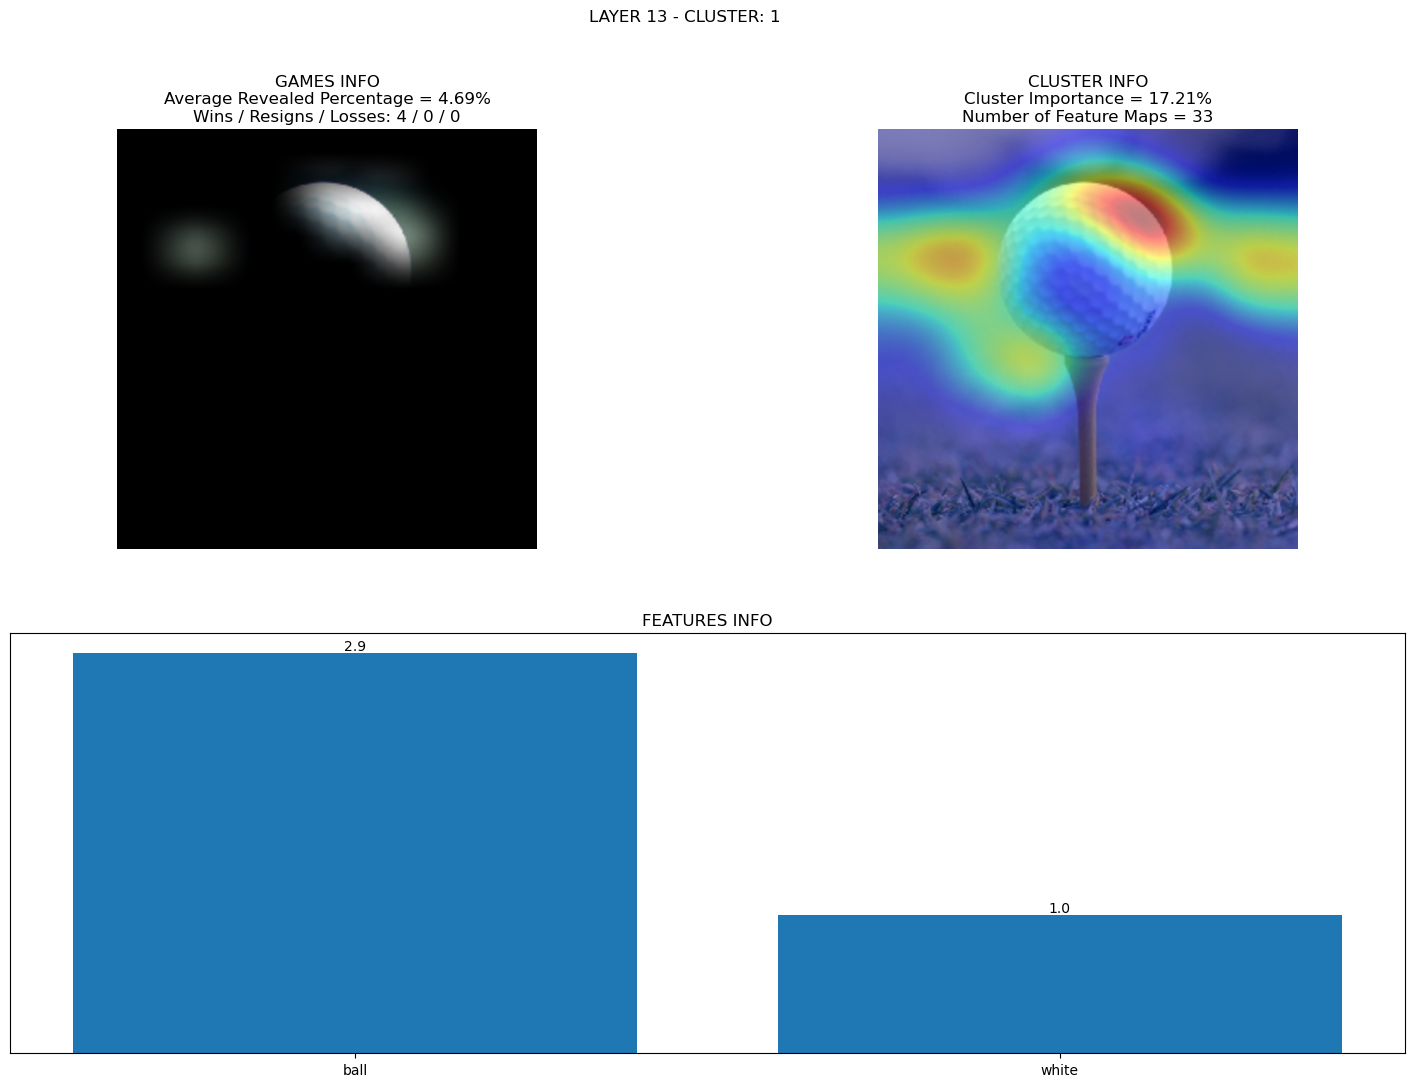 LAYER 13 - CLUSTER: 1
GAMES INFO
Average Revealed Percentage = 4.69%
Wins / Resigns / Losses: 4 / 0 / 0
CLUSTER INFO
Cluster Importance = 17.21%
Number of Feature Maps = 33
FEATURES INFO
2.9
1.0
ball
white